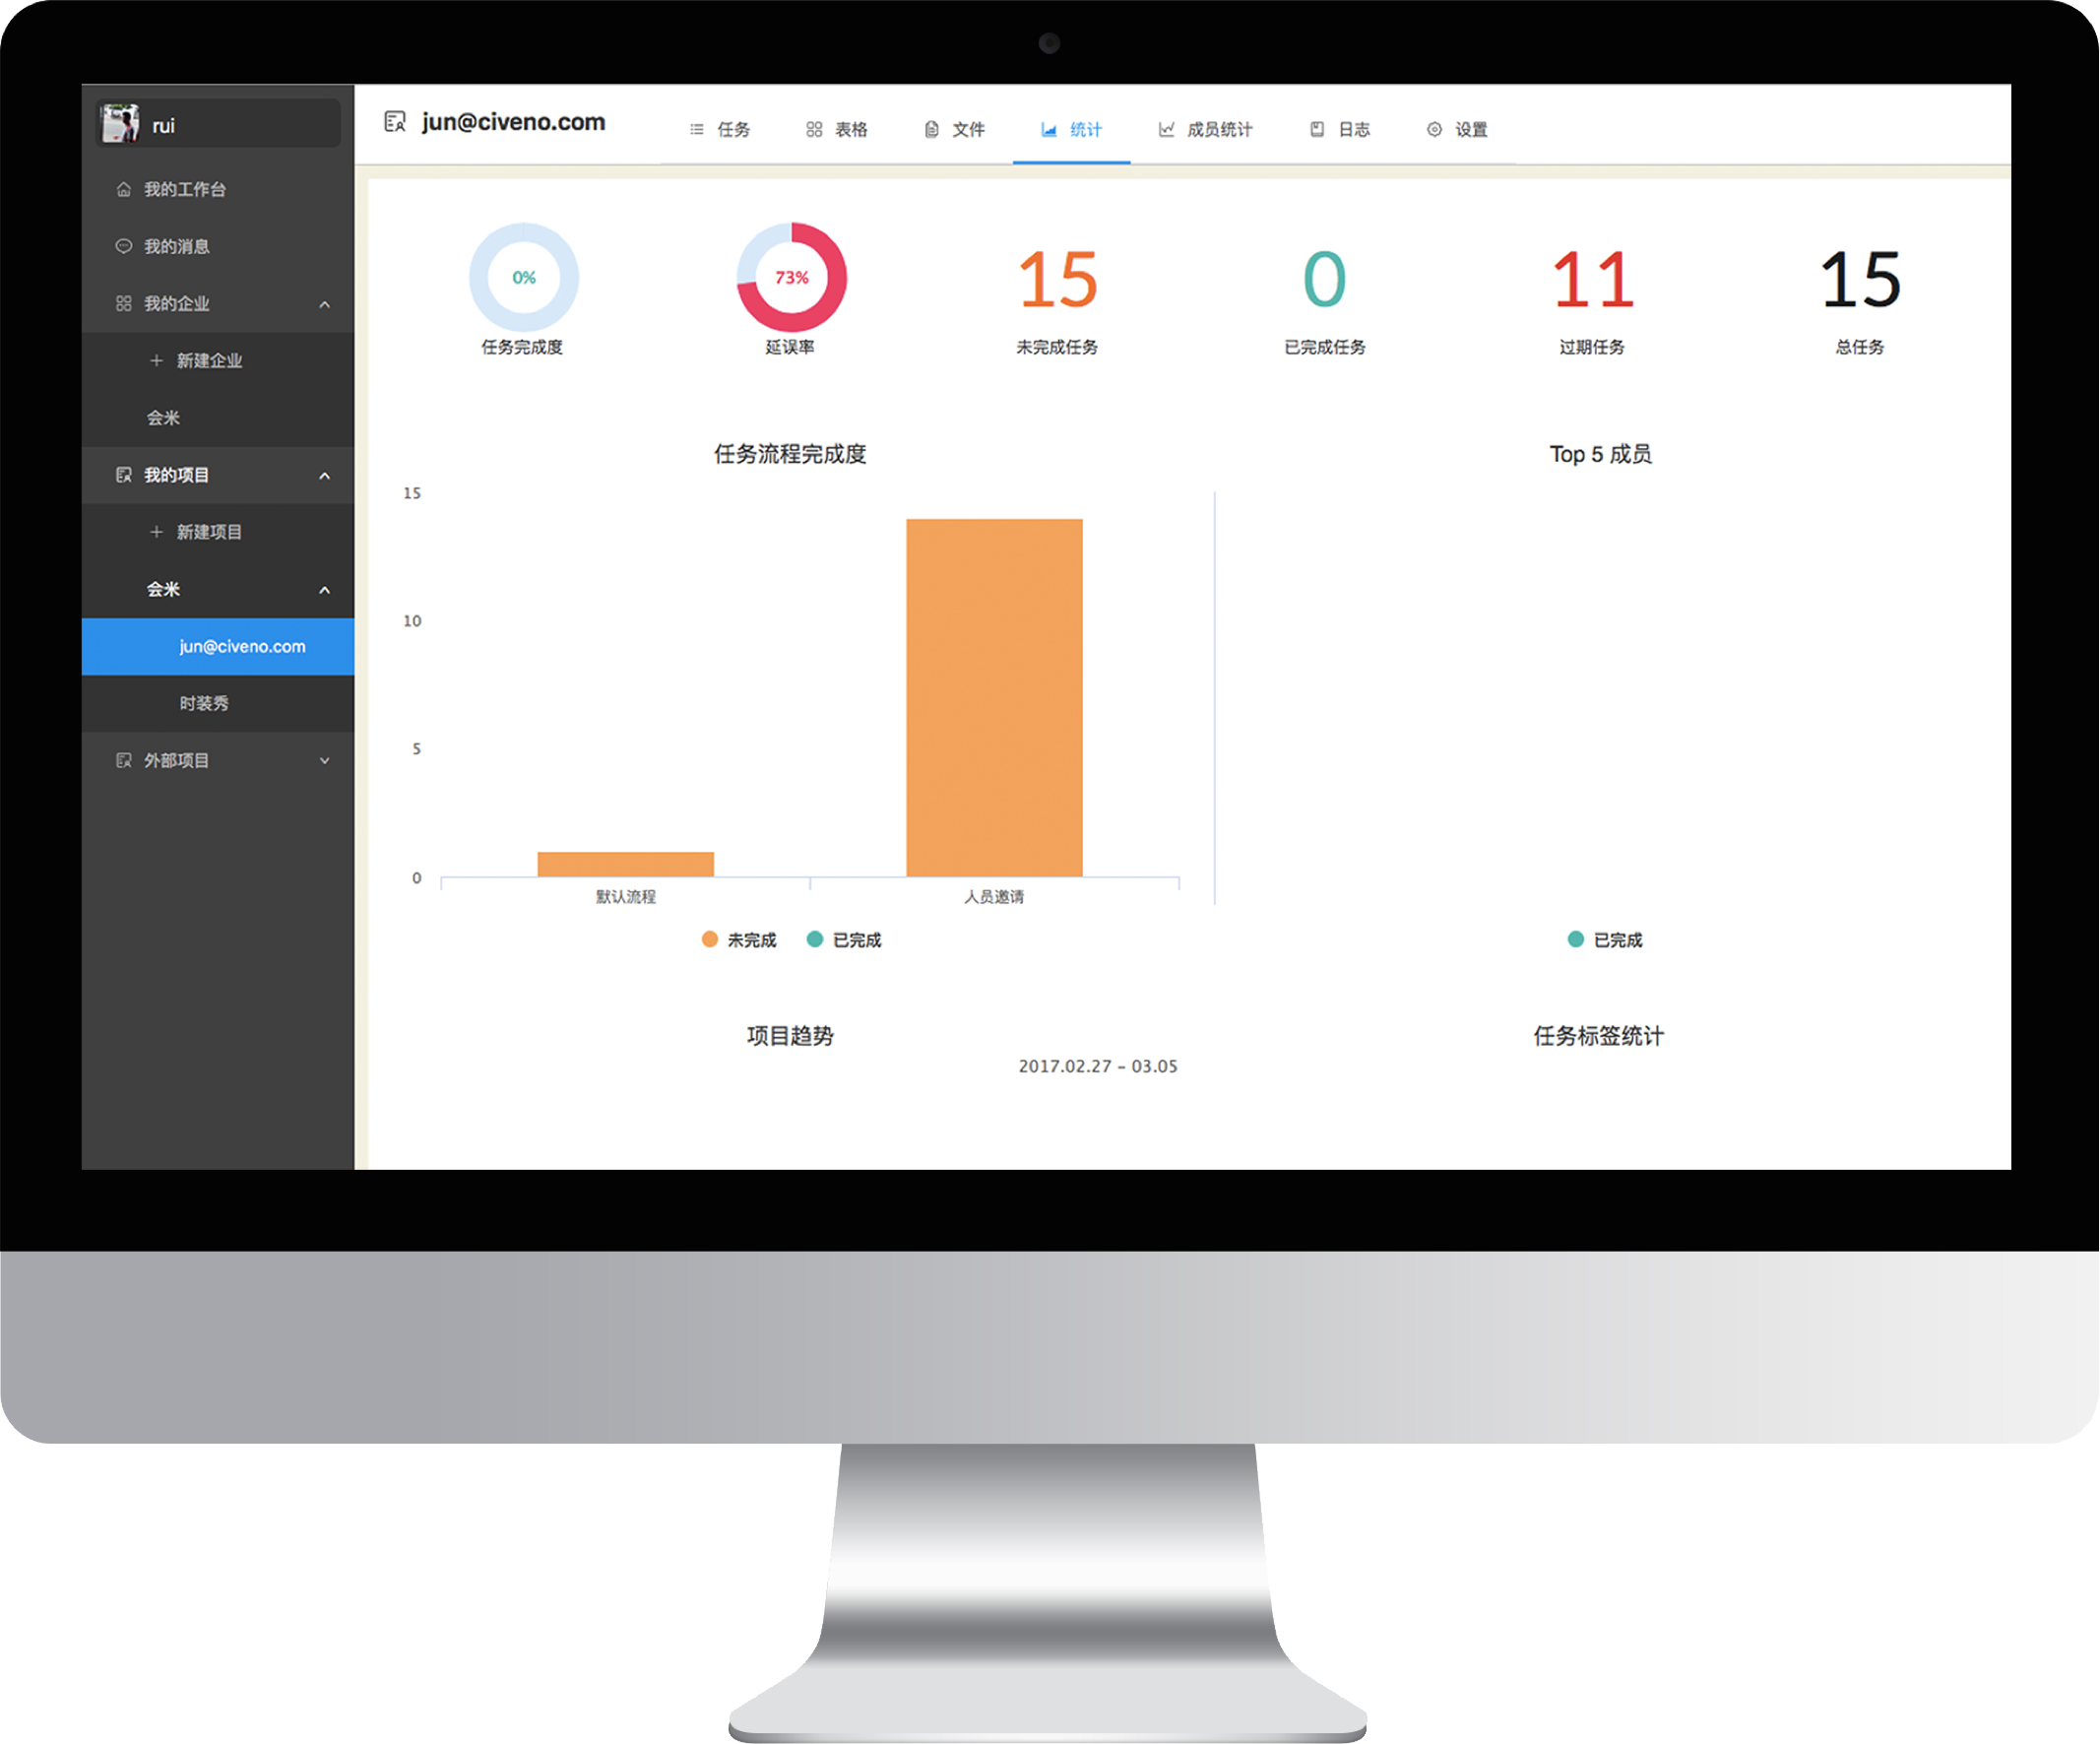 rui
我的工作台
我的消息
我的企业
新建企业
会米
我的项目
新建项目
会米
jun@civeno.com
时装秀
外部项目
jun@civeno.com
任务 表格 文件 统计 成员统计 日志 设置
0% 73% 15 0 11 15
任务完成度 延误率 未完成任务 已完成任务 过期任务 总任务
任务流程完成度
15
10
5
0
默认流程 人员邀请
未完成 已完成
Top 5 成员
已完成
项目趋势
2017.02.27 – 03.05
任务标签统计